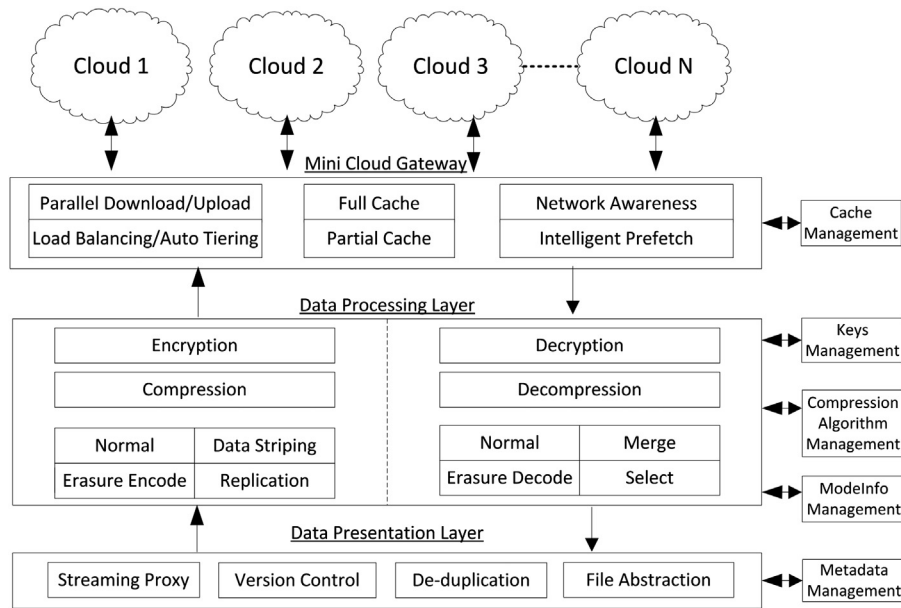 Cloud 1
Cloud 2
Cloud 3
Cloud N
Mini Cloud Gateway
Parallel Download/Upload
Load Balancing/Auto Tiering
Full Cache
Partial Cache
Network Awareness
Intelligent Prefetch
Cache
Management
Data Processing Layer
Encryption
Compression
Normal
Data Striping
Erasure Encode
Replication
Decryption
Decompression
Normal
Merge
Erasure Decode
Select
Keys
Management
Compression
Algorithm
Management
ModeInfo
Management
Data Presentation Layer
Streaming Proxy
Version Control
De-duplication
File Abstraction
Metadata
Management